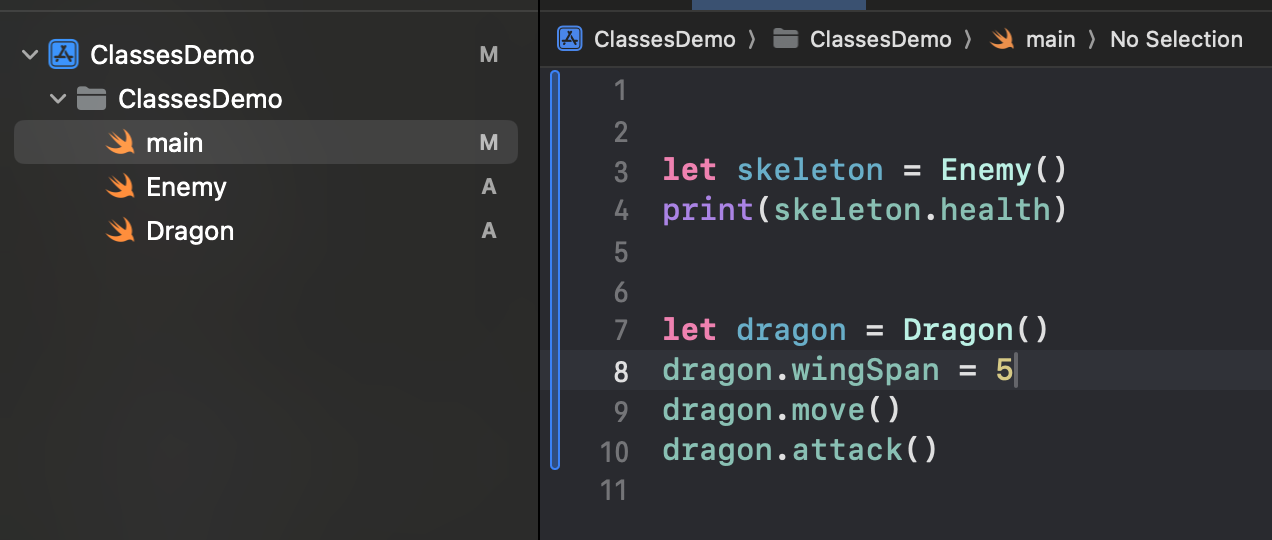 ClassesDemo M
ClassesDemo
main M
Enemy A
Dragon A
ClassesDemo 〉 ClassesDemo 〉 main 〉 No Selection
1
2
3 let skeleton = Enemy()
4 print(skeleton.health)
5
6
7 let dragon = Dragon()
8 dragon.wingSpan = 5
9 dragon.move()
10 dragon.attack()
11